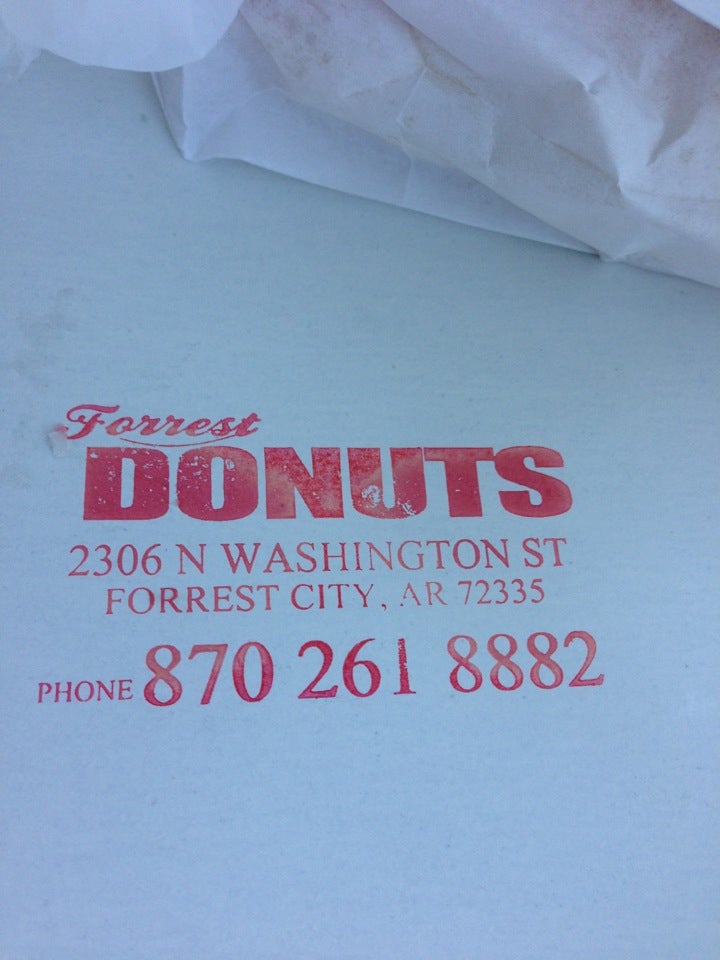 Forrest
DONUTS
2306 N WASHINGTON ST
FORREST CITY, AR 72335
PHONE 870 261 8882